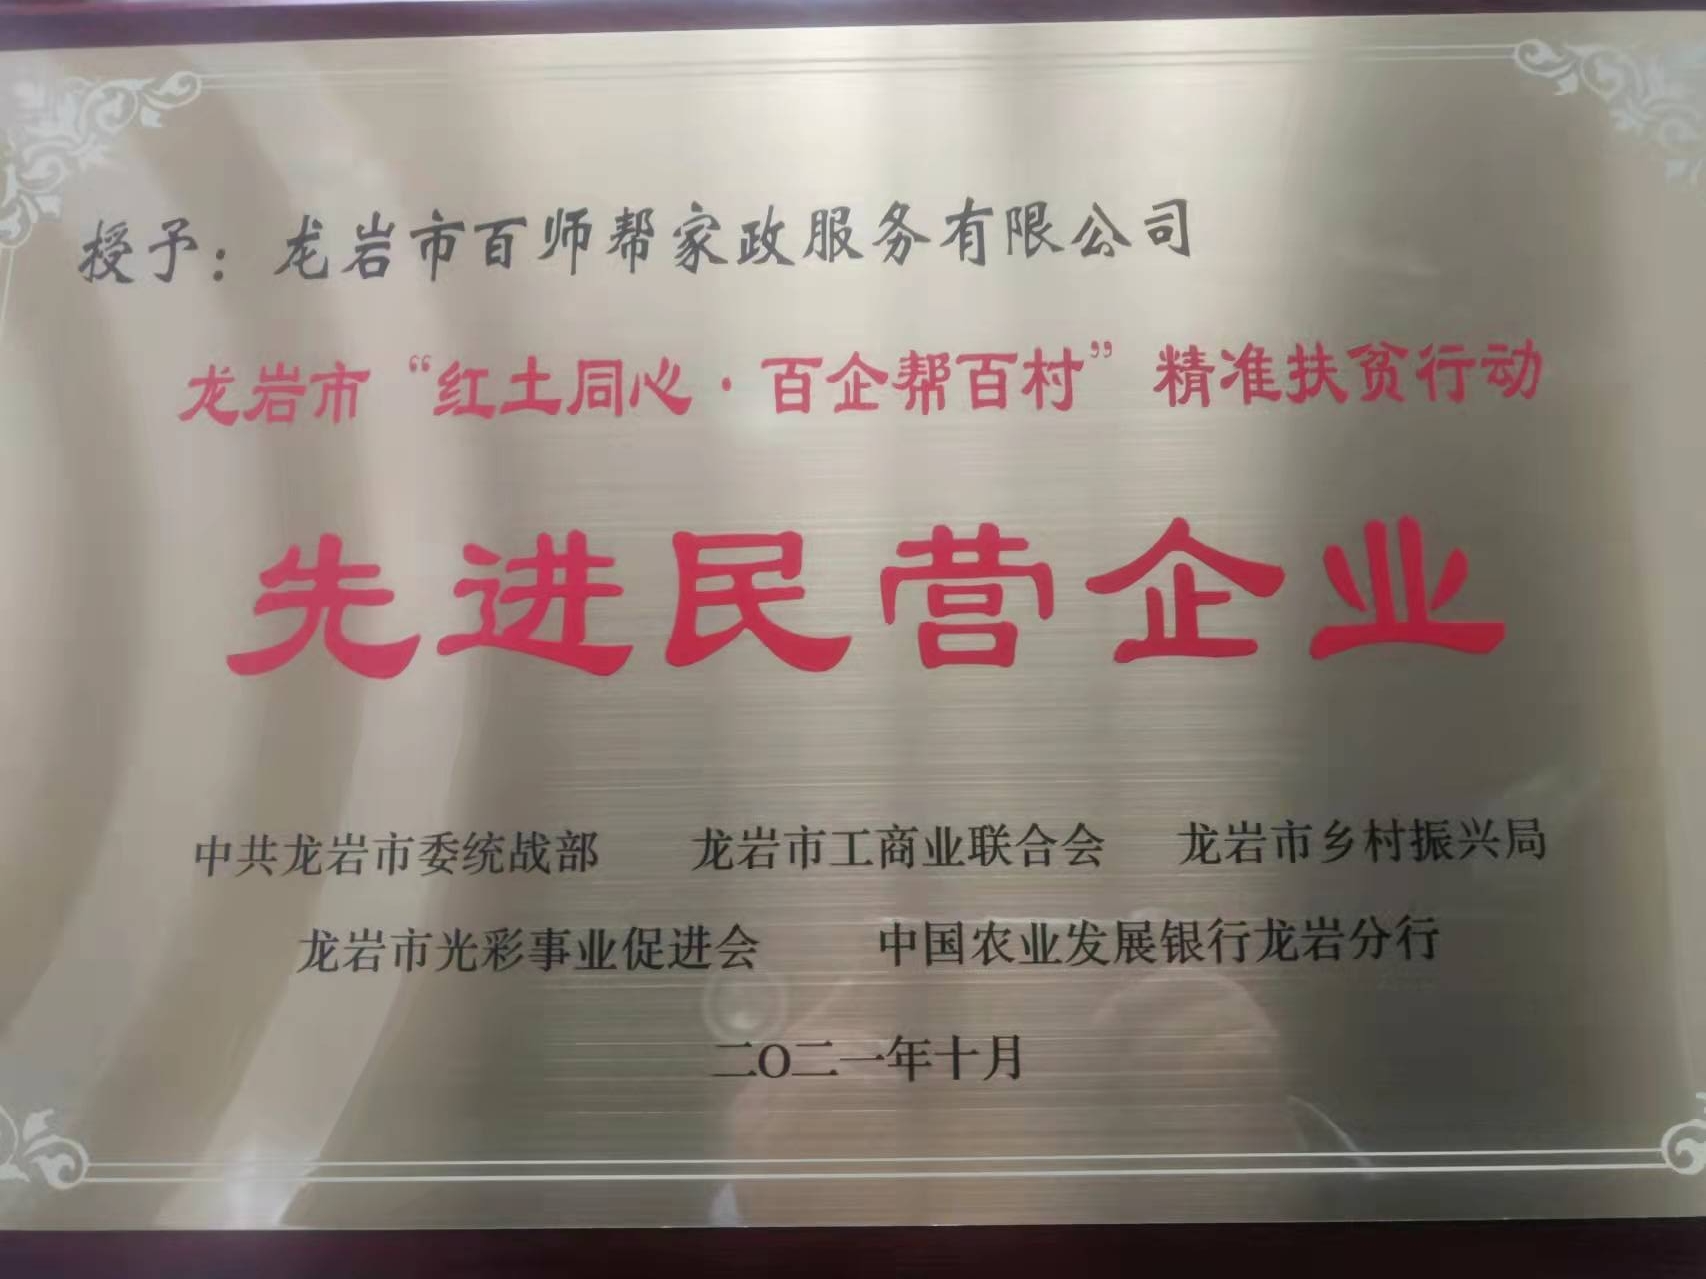 授予：龙岩市百师帮家政服务有限公司
龙岩市“红土同心·百企帮百村”精准扶贫行动
先进民营企业
中共龙岩市委统战部 龙岩市工商业联合会 龙岩市乡村振兴局
龙岩市光彩事业促进会 中国农业发展银行龙岩分行
二〇二一年十月